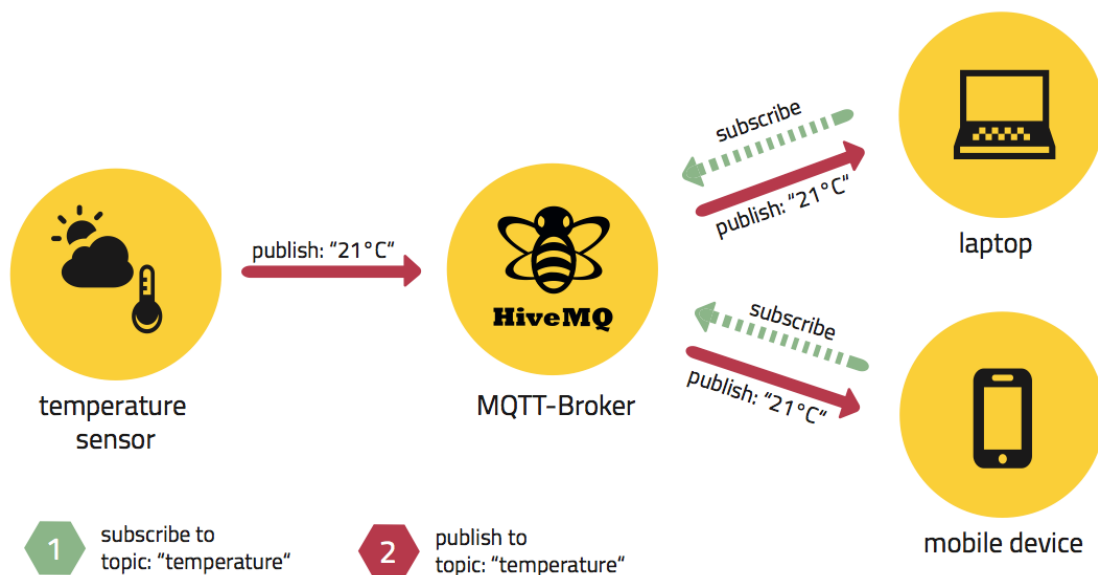 subscribe
publish: “21°C“
laptop
publish: “21°C“
HiveMQ
subscribe
publish: “21°C“
temperature
sensor
MQTT-Broker
mobile device
1
subscribe to
topic: “temperature“
2
publish to
topic: “temperature“